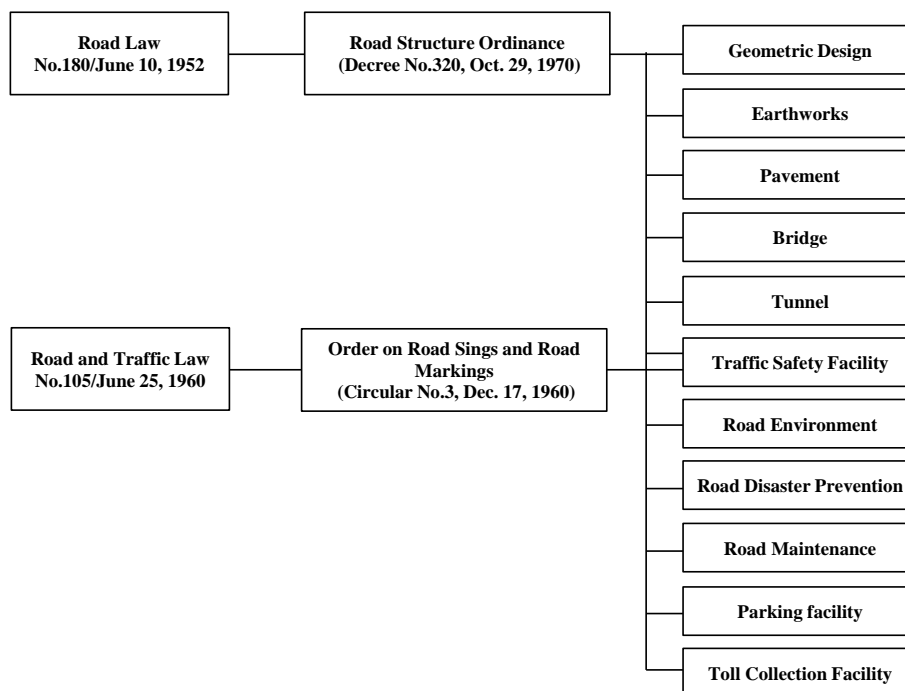 Road Law
No.180/June 10, 1952
Road Structure Ordinance
(Decree No.320, Oct. 29, 1970)
Geometric Design
Earthworks
Pavement
Bridge
Tunnel
Road and Traffic Law
No.105/June 25, 1960
Order on Road Sings and Road
Markings
(Circular No.3, Dec. 17, 1960)
Traffic Safety Facility
Road Environment
Road Disaster Prevention
Road Maintenance
Parking facility
Toll Collection Facility